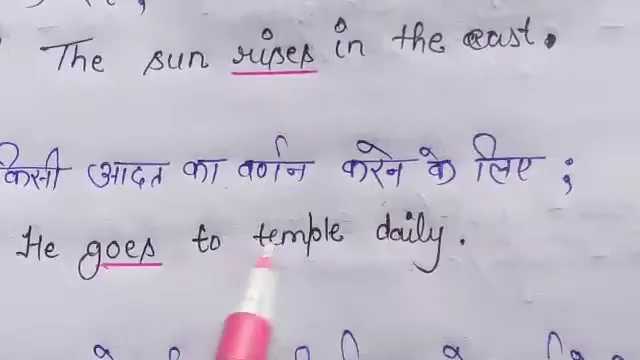 The sun rises in the east.
किसी आदत का वर्णन करने के लिए ;
He goes to temple daily.